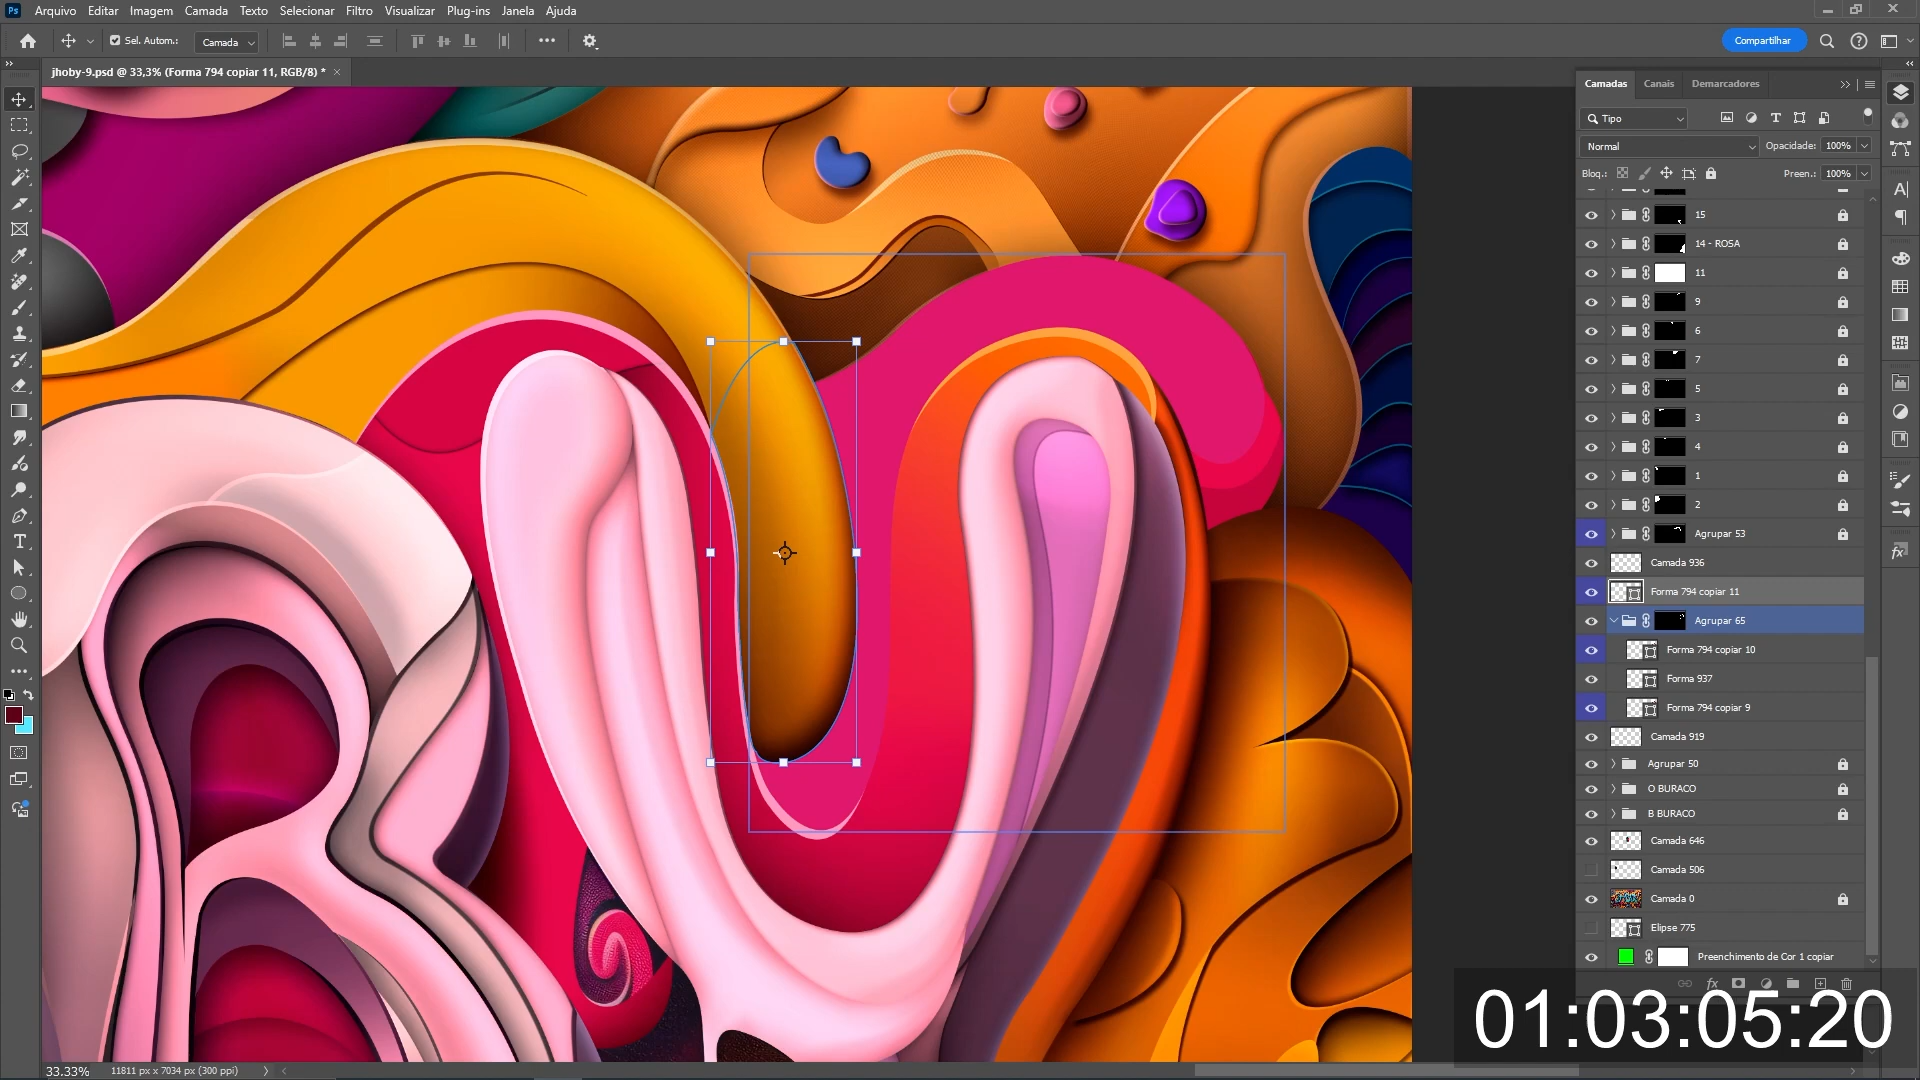 Ps Arquivo Editar Imagem Camada Texto Selecionar Filtro Visualizar Plug-ins Janela Ajuda
Sel. Autom.: Camada Compartilhar
jhoby-9.psd @ 33,3% (Forma 794 copiar 11, RGB/8) *
Camadas Canais Demarcadores
Tipo
Normal Opacidade: 100%
Bloq.: Preen.: 100%
15
14 - ROSA
11
9
6
7
5
3
4
1
2
Agrupar 53
Camada 936
Forma 794 copiar 11
Agrupar 65
Forma 794 copiar 10
Forma 937
Forma 794 copiar 9
Camada 919
Agrupar 50
O BURACO
B BURACO
Camada 646
Camada 506
Camada 0
Elipse 775
Preenchimento de Cor 1 copiar
fx
01:03:05:20
33.33% 11811 px x 7034 px (300 ppi)